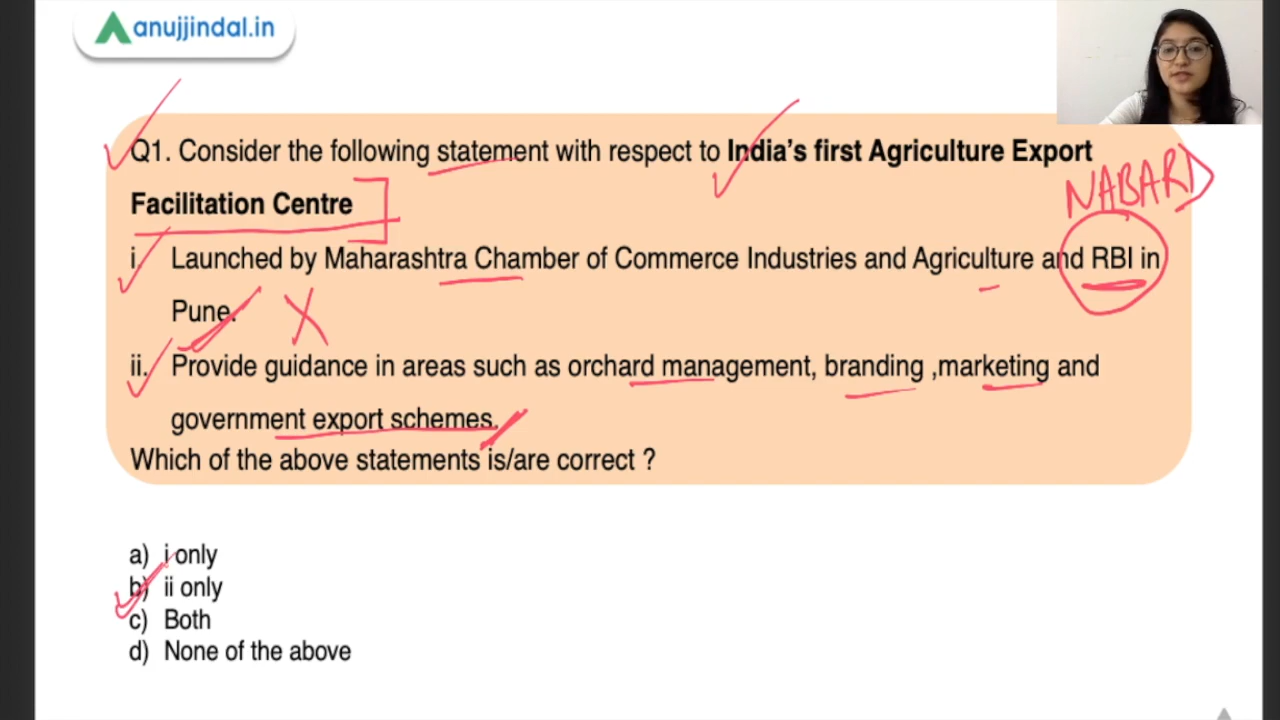 anujjindal.in
Q1. Consider the following statement with respect to India's first Agriculture Export
NABARD
Facilitation Centre
i. Launched by Maharashtra Chamber of Commerce Industries and Agriculture and RBI in
Pune.
ii. Provide guidance in areas such as orchard management, branding ,marketing and
government export schemes.
Which of the above statements is/are correct ?
a) i only
b) ii only
c) Both
d) None of the above